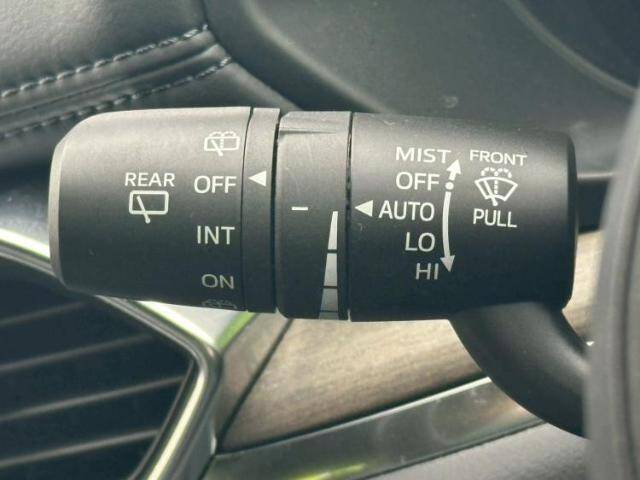 REAR
OFF
INT
ON
MIST
OFF
AUTO
LO
HI
FRONT
PULL